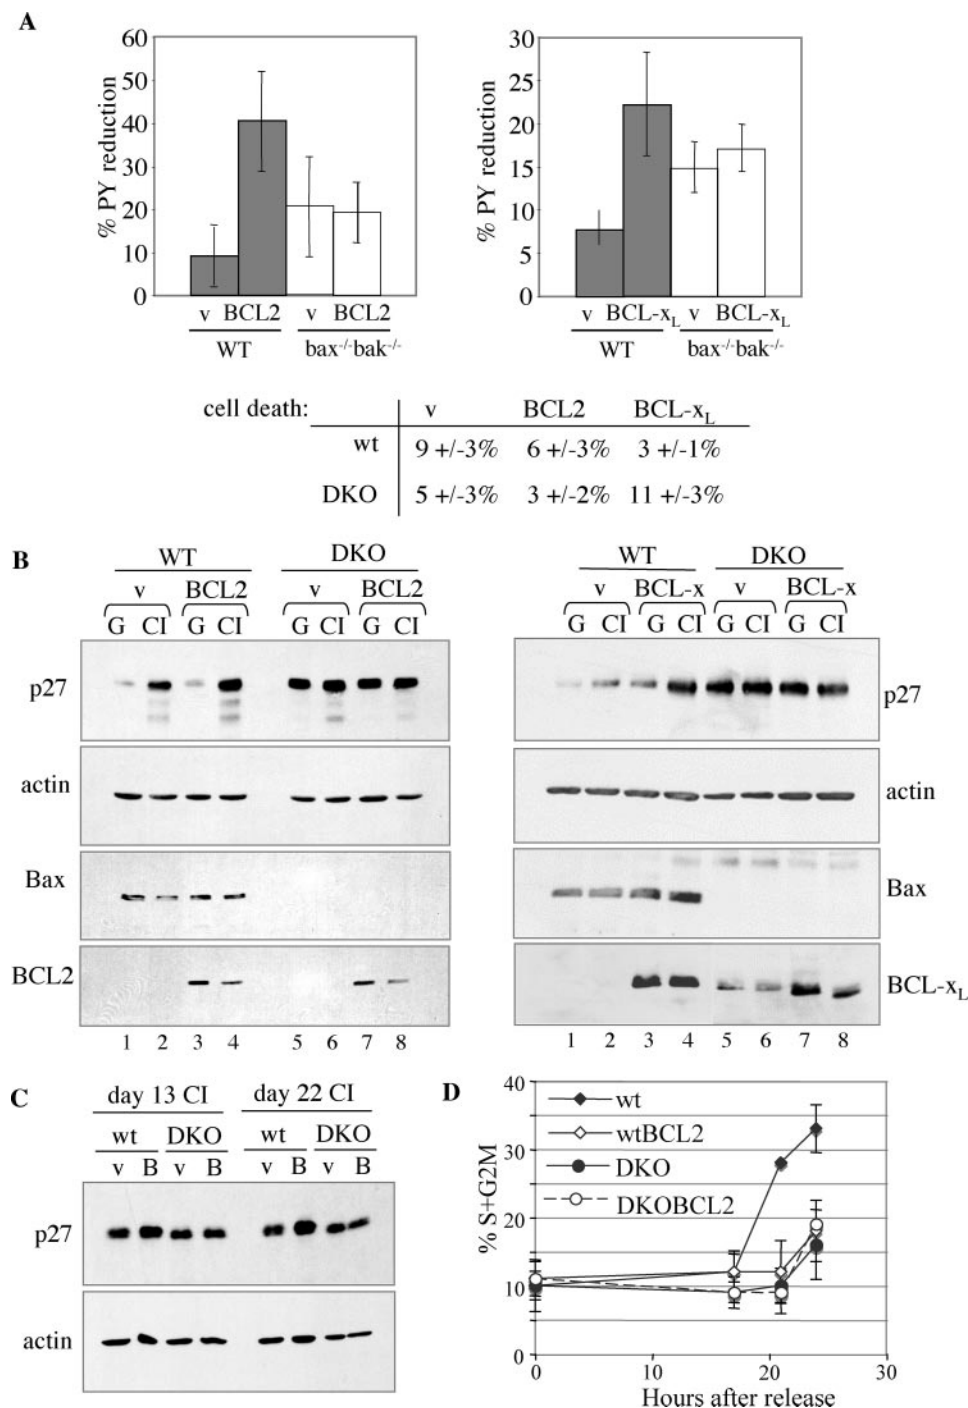 A
60
50
40
30
20
10
0
% PY reduction
v BCL2 v BCL2
WT bax-/-bak-/-
30
25
20
15
10
5
0
% PY reduction
v BCL-xL v BCL-xL
WT bax-/-bak-/-
cell death: v BCL2 BCL-xL
wt 9 +/-3% 6 +/-3% 3 +/-1%
DKO 5 +/-3% 3 +/-2% 11 +/-3%
B
WT DKO
v BCL2 v BCL2
G CI G CI G CI G CI
p27
actin
Bax
BCL2
1 2 3 4 5 6 7 8
WT DKO
v BCL-x v BCL-x
G CI G CI G CI G CI
p27
actin
Bax
BCL-xL
1 2 3 4 5 6 7 8
C
day 13 CI day 22 CI
wt DKO wt DKO
v B v B v B v B
p27
actin
D
40
30
20
10
0
% S+G2M
wt
wtBCL2
DKO
DKOBCL2
0 10 20 30
Hours after release